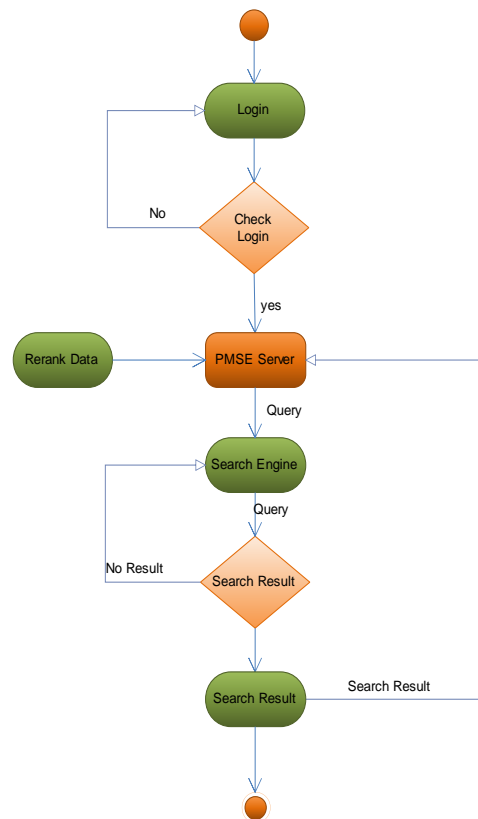 Login
No
Check
Login
yes
Rerank Data
PMSE Server
Query
Search Engine
Query
No Result
Search Result
Search Result
Search Result